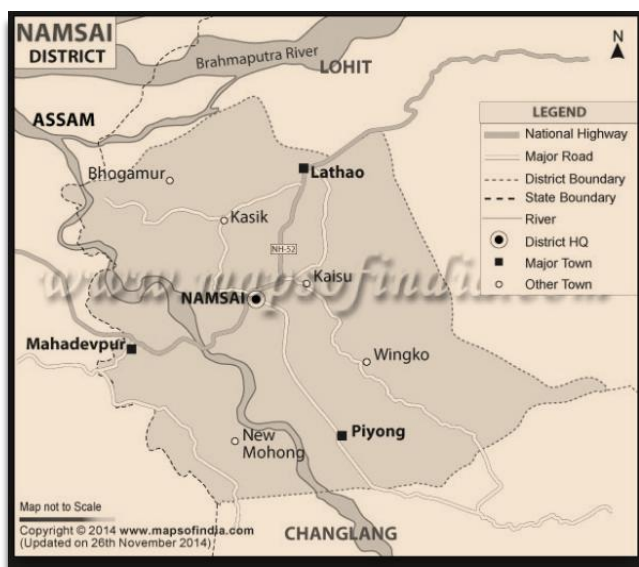 NAMSAI
DISTRICT
Brahmaputra River
LOHIT
N
ASSAM
LEGEND
National Highway
Major Road
District Boundary
State Boundary
River
District HQ
Major Town
Other Town
Bhogamur
Lathao
Kasik
NH-52
www.mapsofindia.com
Kaisu
NAMSAI
Mahadevpur
Wingko
Piyong
New
Mohong
Map not to Scale
Copyright © 2014 www.mapsofindia.com
(Updated on 26th November 2014)
CHANGLANG